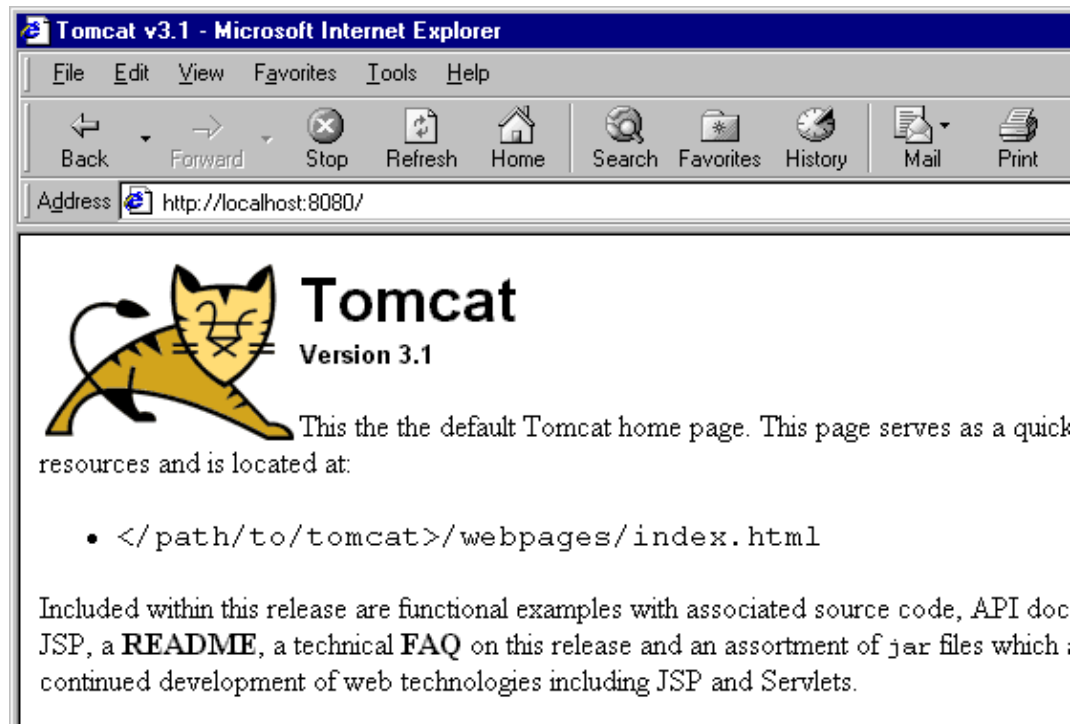 Tomcat v3.1 - Microsoft Internet Explorer
File Edit View Favorites Tools Help
Back Forward Stop Refresh Home Search Favorites History Mail Print
Address http://localhost:8080/
Tomcat
Version 3.1
This the the default Tomcat home page. This page serves as a quick
resources and is located at:
• </path/to/tomcat>/webpages/index.html
Included within this release are functional examples with associated source code, API doc
JSP, a README, a technical FAQ on this release and an assortment of jar files which a
continued development of web technologies including JSP and Servlets.